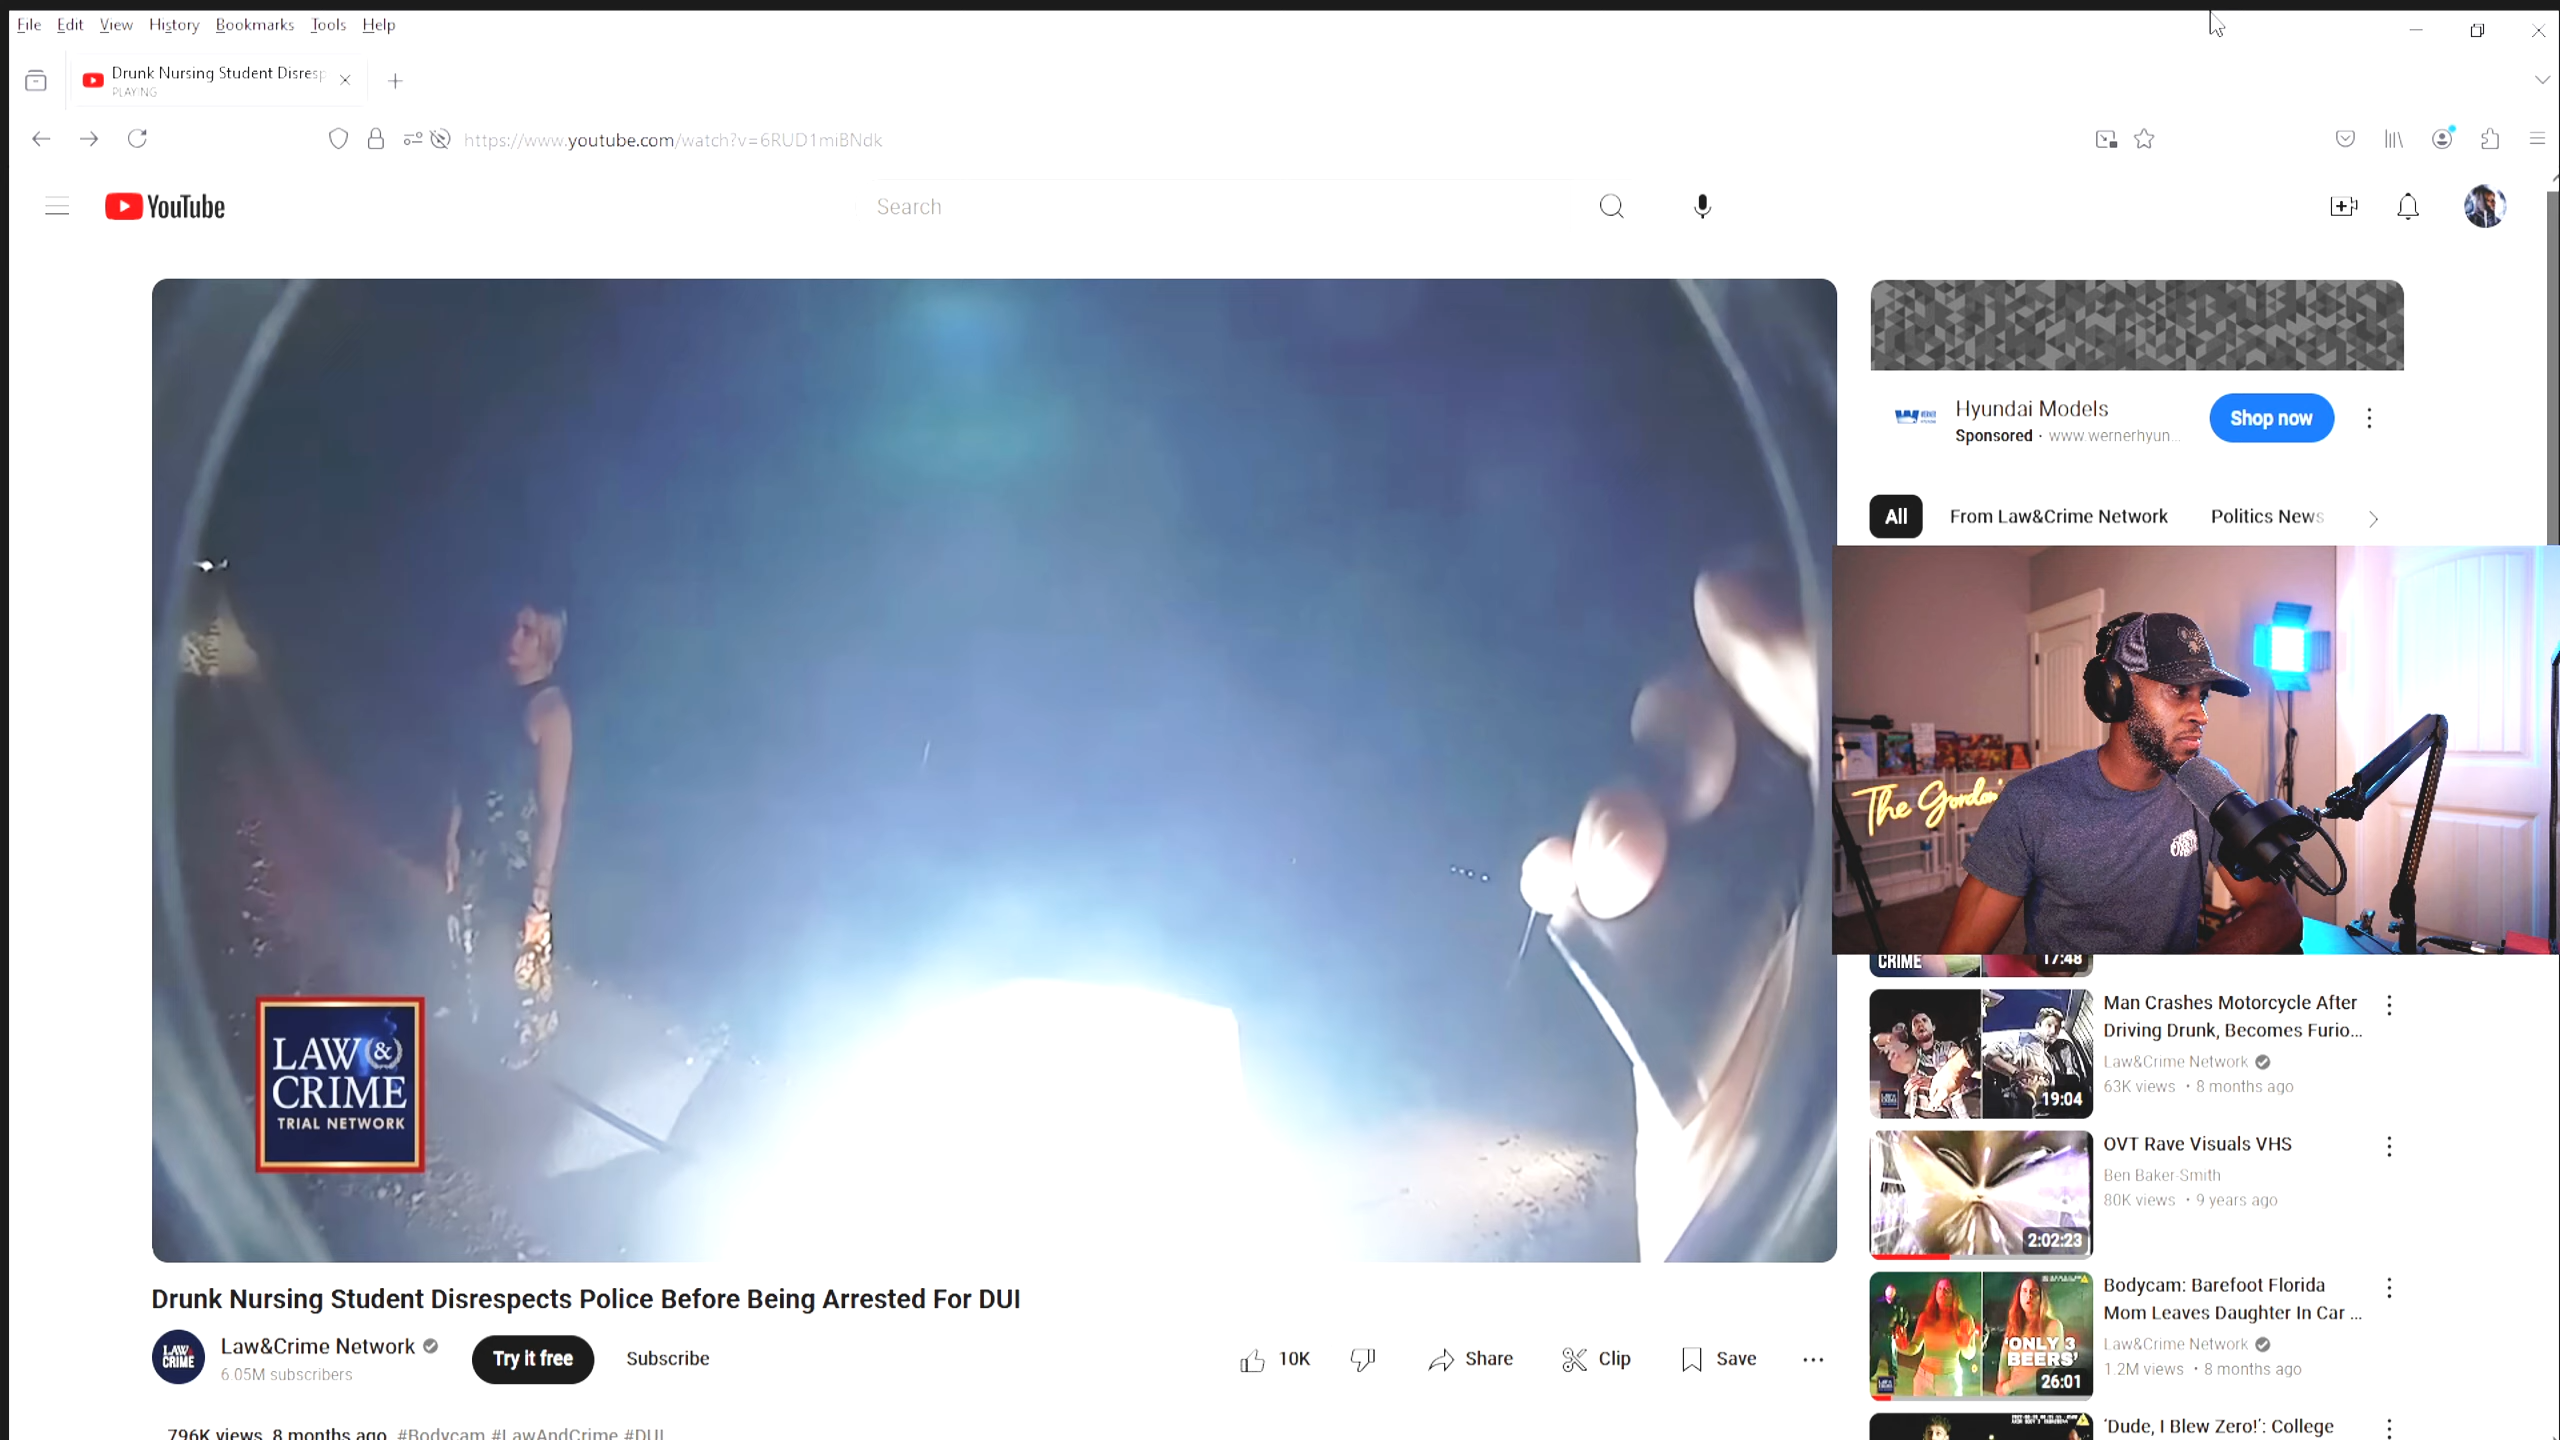 File Edit View History Bookmarks Tools Help
Drunk Nursing Student Disresp
PLAYING
https://www.youtube.com/watch?v=6RUD1miBNdk
YouTube
Search
Hyundai Models
Sponsored · www.wernerhyun...
Shop now
All From Law&Crime Network Politics News
The Gordon'
CRIME
17:48
LAW &
CRIME
TRIAL NETWORK
Man Crashes Motorcycle After
Driving Drunk, Becomes Furio...
Law&Crime Network
63K views • 8 months ago
19:04
OVT Rave Visuals VHS
Ben Baker-Smith
80K views • 9 years ago
2:02:23
Bodycam: Barefoot Florida
Mom Leaves Daughter In Car ...
Law&Crime Network
1.2M views • 8 months ago
'ONLY 3
BEERS'
26:01
'Dude, I Blew Zero!': College
Drunk Nursing Student Disrespects Police Before Being Arrested For DUI
LAW&
CRIME
Law&Crime Network
6.05M subscribers
Try it free
Subscribe
10K
Share
Clip
Save
796K views 8 months ago #Bodycam #LawAndCrime #DUI